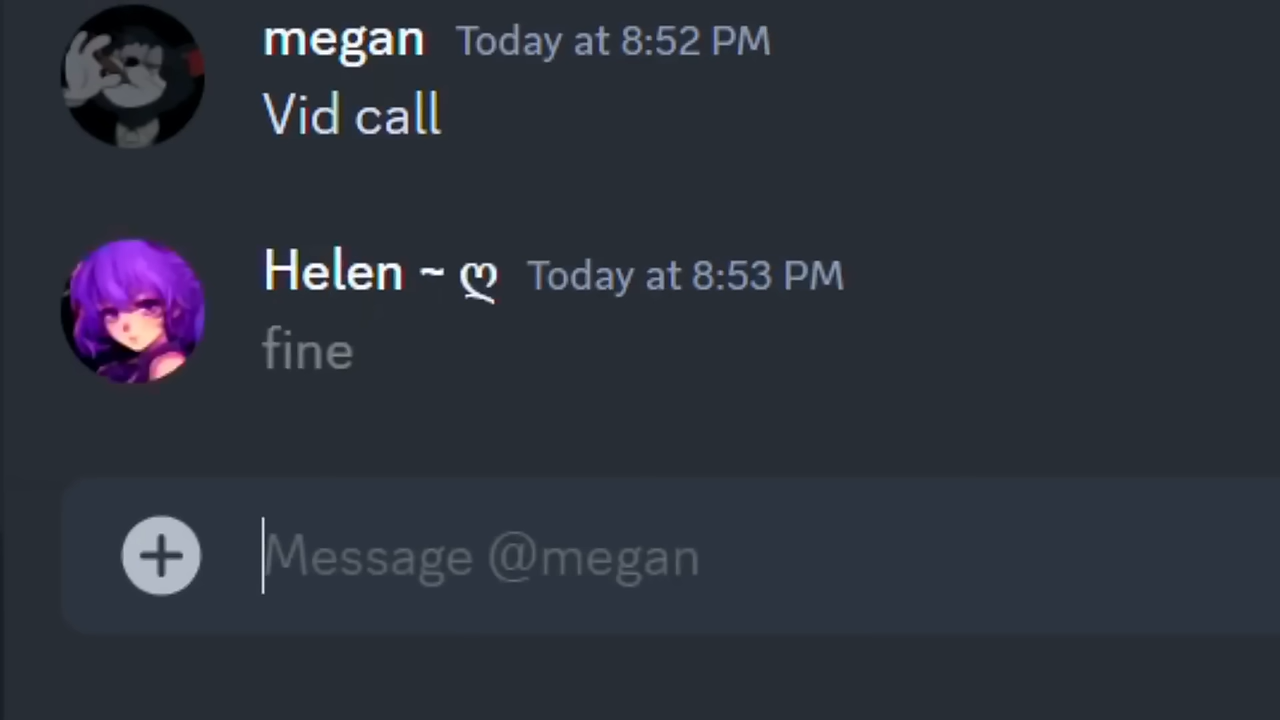 megan Today at 8:52 PM
Vid call
Helen ~ ღ Today at 8:53 PM
fine
Message @megan